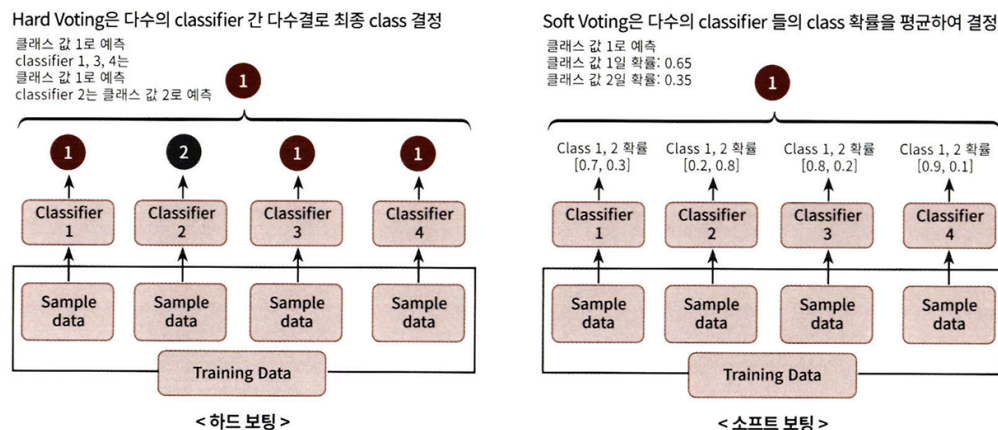 Hard Voting은 다수의 classifier 간 다수결로 최종 class 결정
클래스 값 1로 예측
classifier 1, 3, 4는
클래스 값 1로 예측
classifier 2는 클래스 값 2로 예측
1
1
2
1
1
Classifier
1
Classifier
2
Classifier
3
Classifier
4
Sample
data
Sample
data
Sample
data
Sample
data
Training Data
< 하드 보팅 >
Soft Voting은 다수의 classifier 들의 class 확률을 평균하여 결정
클래스 값 1로 예측
클래스 값 1일 확률: 0.65
클래스 값 2일 확률: 0.35
1
Class 1, 2 확률
[0.7, 0.3]
Class 1, 2 확률
[0.2, 0.8]
Class 1, 2 확률
[0.8, 0.2]
Class 1, 2 확률
[0.9, 0.1]
Classifier
1
Classifier
2
Classifier
3
Classifier
4
Sample
data
Sample
data
Sample
data
Sample
data
Training Data
< 소프트 보팅 >